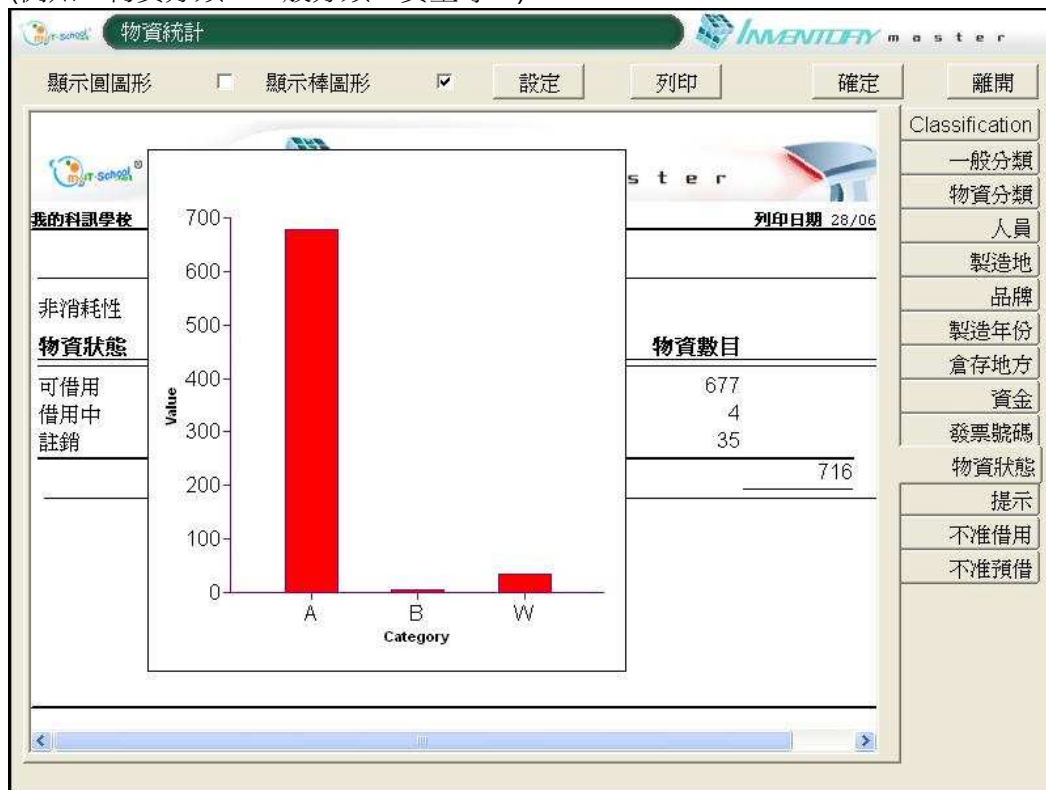 myIT-School 物資統計 INVENTORY master
顯示圓圖形 顯示棒圖形 設定 列印 確定 離開
myIT-School ® ster
我的科訊學校 列印日期 28/06
非消耗性
物資狀態 物資數目
可借用 677
借用中 4
註銷 35
716
700
600
500
400
300
200
100
0
Value
A B W
Category
Classification
一般分類
物資分類
人員
製造地
品牌
製造年份
倉存地方
資金
發票號碼
物資狀態
提示
不准借用
不准預借